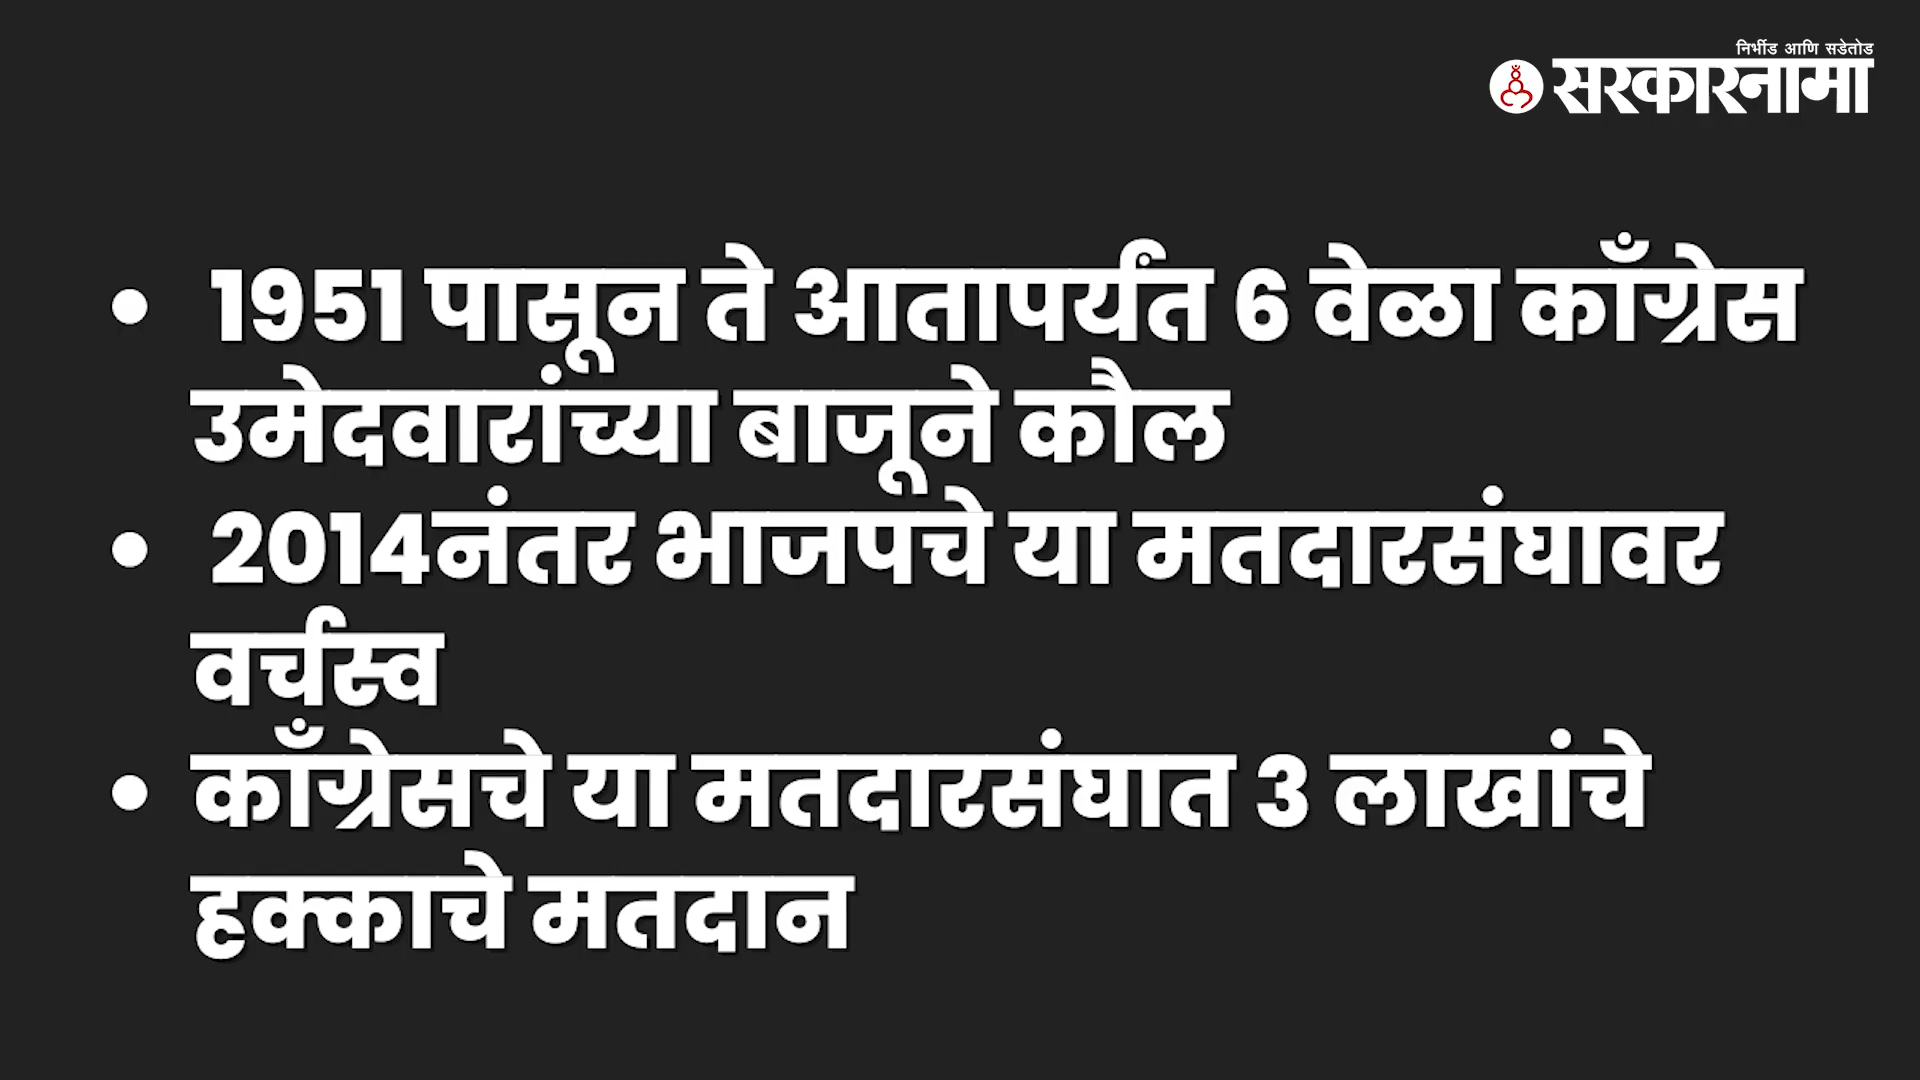 निर्भीड आणि सडेतोड
सरकारनामा
• 1951 पासून ते आतापर्यंत 6 वेळा काँग्रेस
उमेदवारांच्या बाजूने कौल
• 2014नंतर भाजपचे या मतदारसंघावर
वर्चस्व
• काँग्रेसचे या मतदारसंघात 3 लाखांचे
हक्काचे मतदान